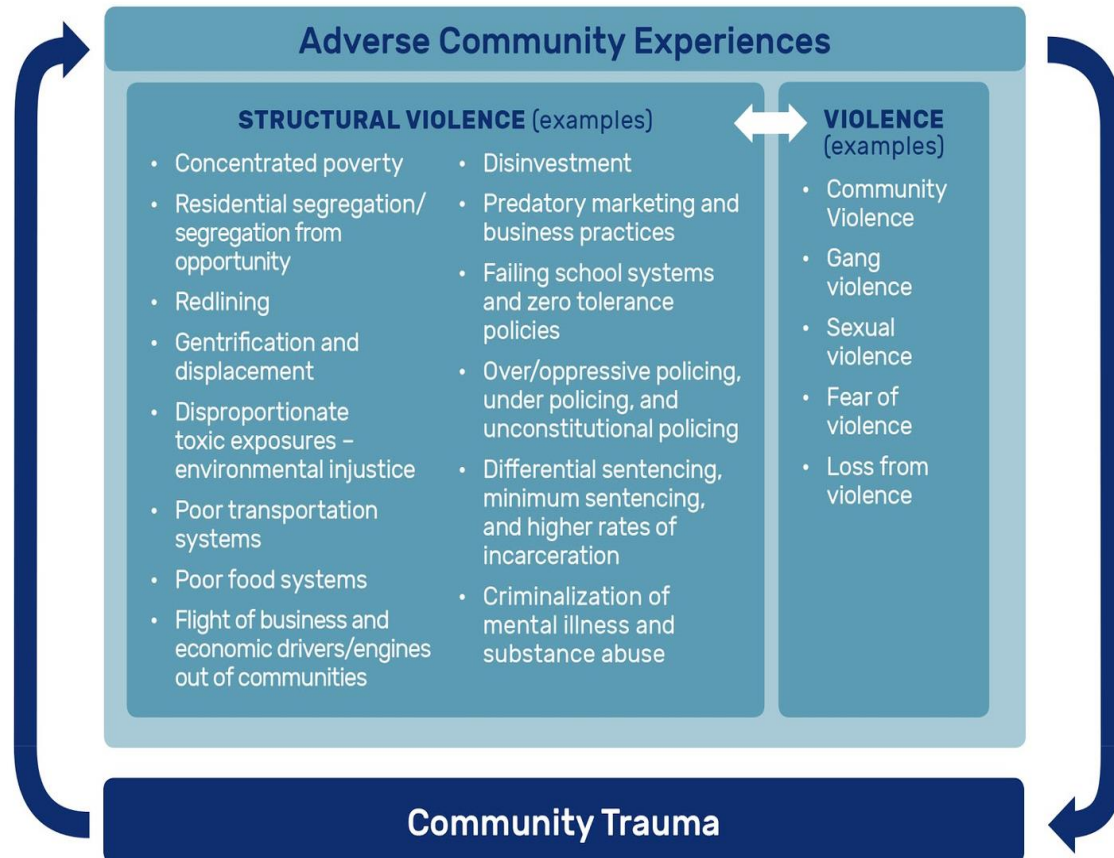 Adverse Community Experiences
STRUCTURAL VIOLENCE (examples)
• Concentrated poverty
• Residential segregation/
segregation from
opportunity
• Redlining
• Gentrification and
displacement
• Disproportionate
toxic exposures –
environmental injustice
• Poor transportation
systems
• Poor food systems
• Flight of business and
economic drivers/engines
out of communities
• Disinvestment
• Predatory marketing and
business practices
• Failing school systems
and zero tolerance
policies
• Over/oppressive policing,
under policing, and
unconstitutional policing
• Differential sentencing,
minimum sentencing,
and higher rates of
incarceration
• Criminalization of
mental illness and
substance abuse
VIOLENCE
(examples)
• Community
Violence
• Gang
violence
• Sexual
violence
• Fear of
violence
• Loss from
violence
Community Trauma